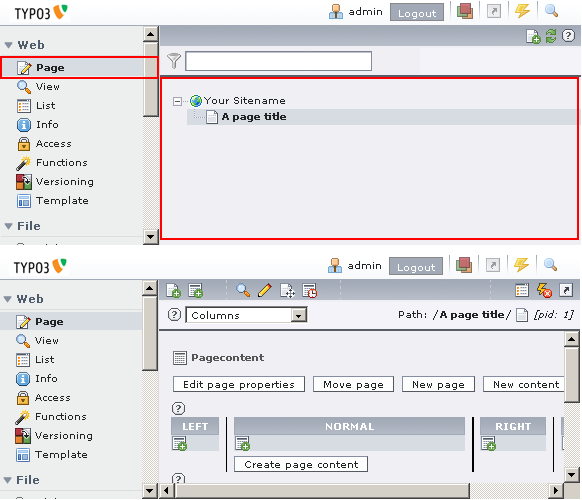 TYPO3 admin Logout
Web
Page
View
List
Info
Access
Functions
Versioning
Template
File
Your Sitename
A page title
TYPO3 admin Logout
Web
Page
View
List
Info
Access
Functions
Versioning
Template
File
Columns Path: /A page title/ [pid: 1]
Pagecontent
Edit page properties Move page New page New content
LEFT NORMAL RIGHT
Create page content